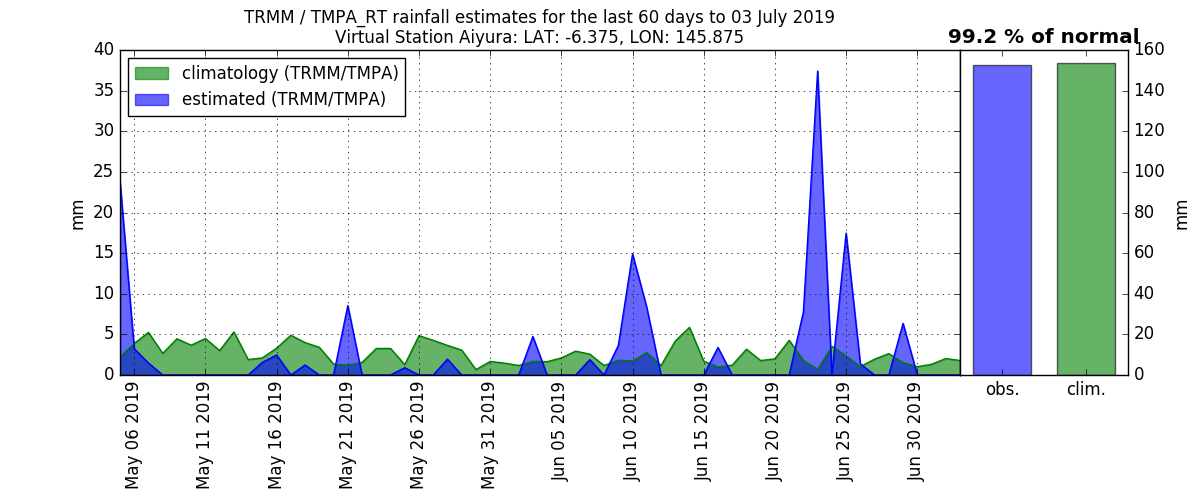 TRMM / TMPA_RT rainfall estimates for the last 60 days to 03 July 2019
Virtual Station Aiyura: LAT: -6.375, LON: 145.875
99.2 % of normal
climatology (TRMM/TMPA)
estimated (TRMM/TMPA)
mm
40
35
30
25
20
15
10
5
0
May 06 2019
May 11 2019
May 16 2019
May 21 2019
May 26 2019
May 31 2019
Jun 05 2019
Jun 10 2019
Jun 15 2019
Jun 20 2019
Jun 25 2019
Jun 30 2019
obs.
clim.
160
140
120
100
80
60
40
20
0
mm